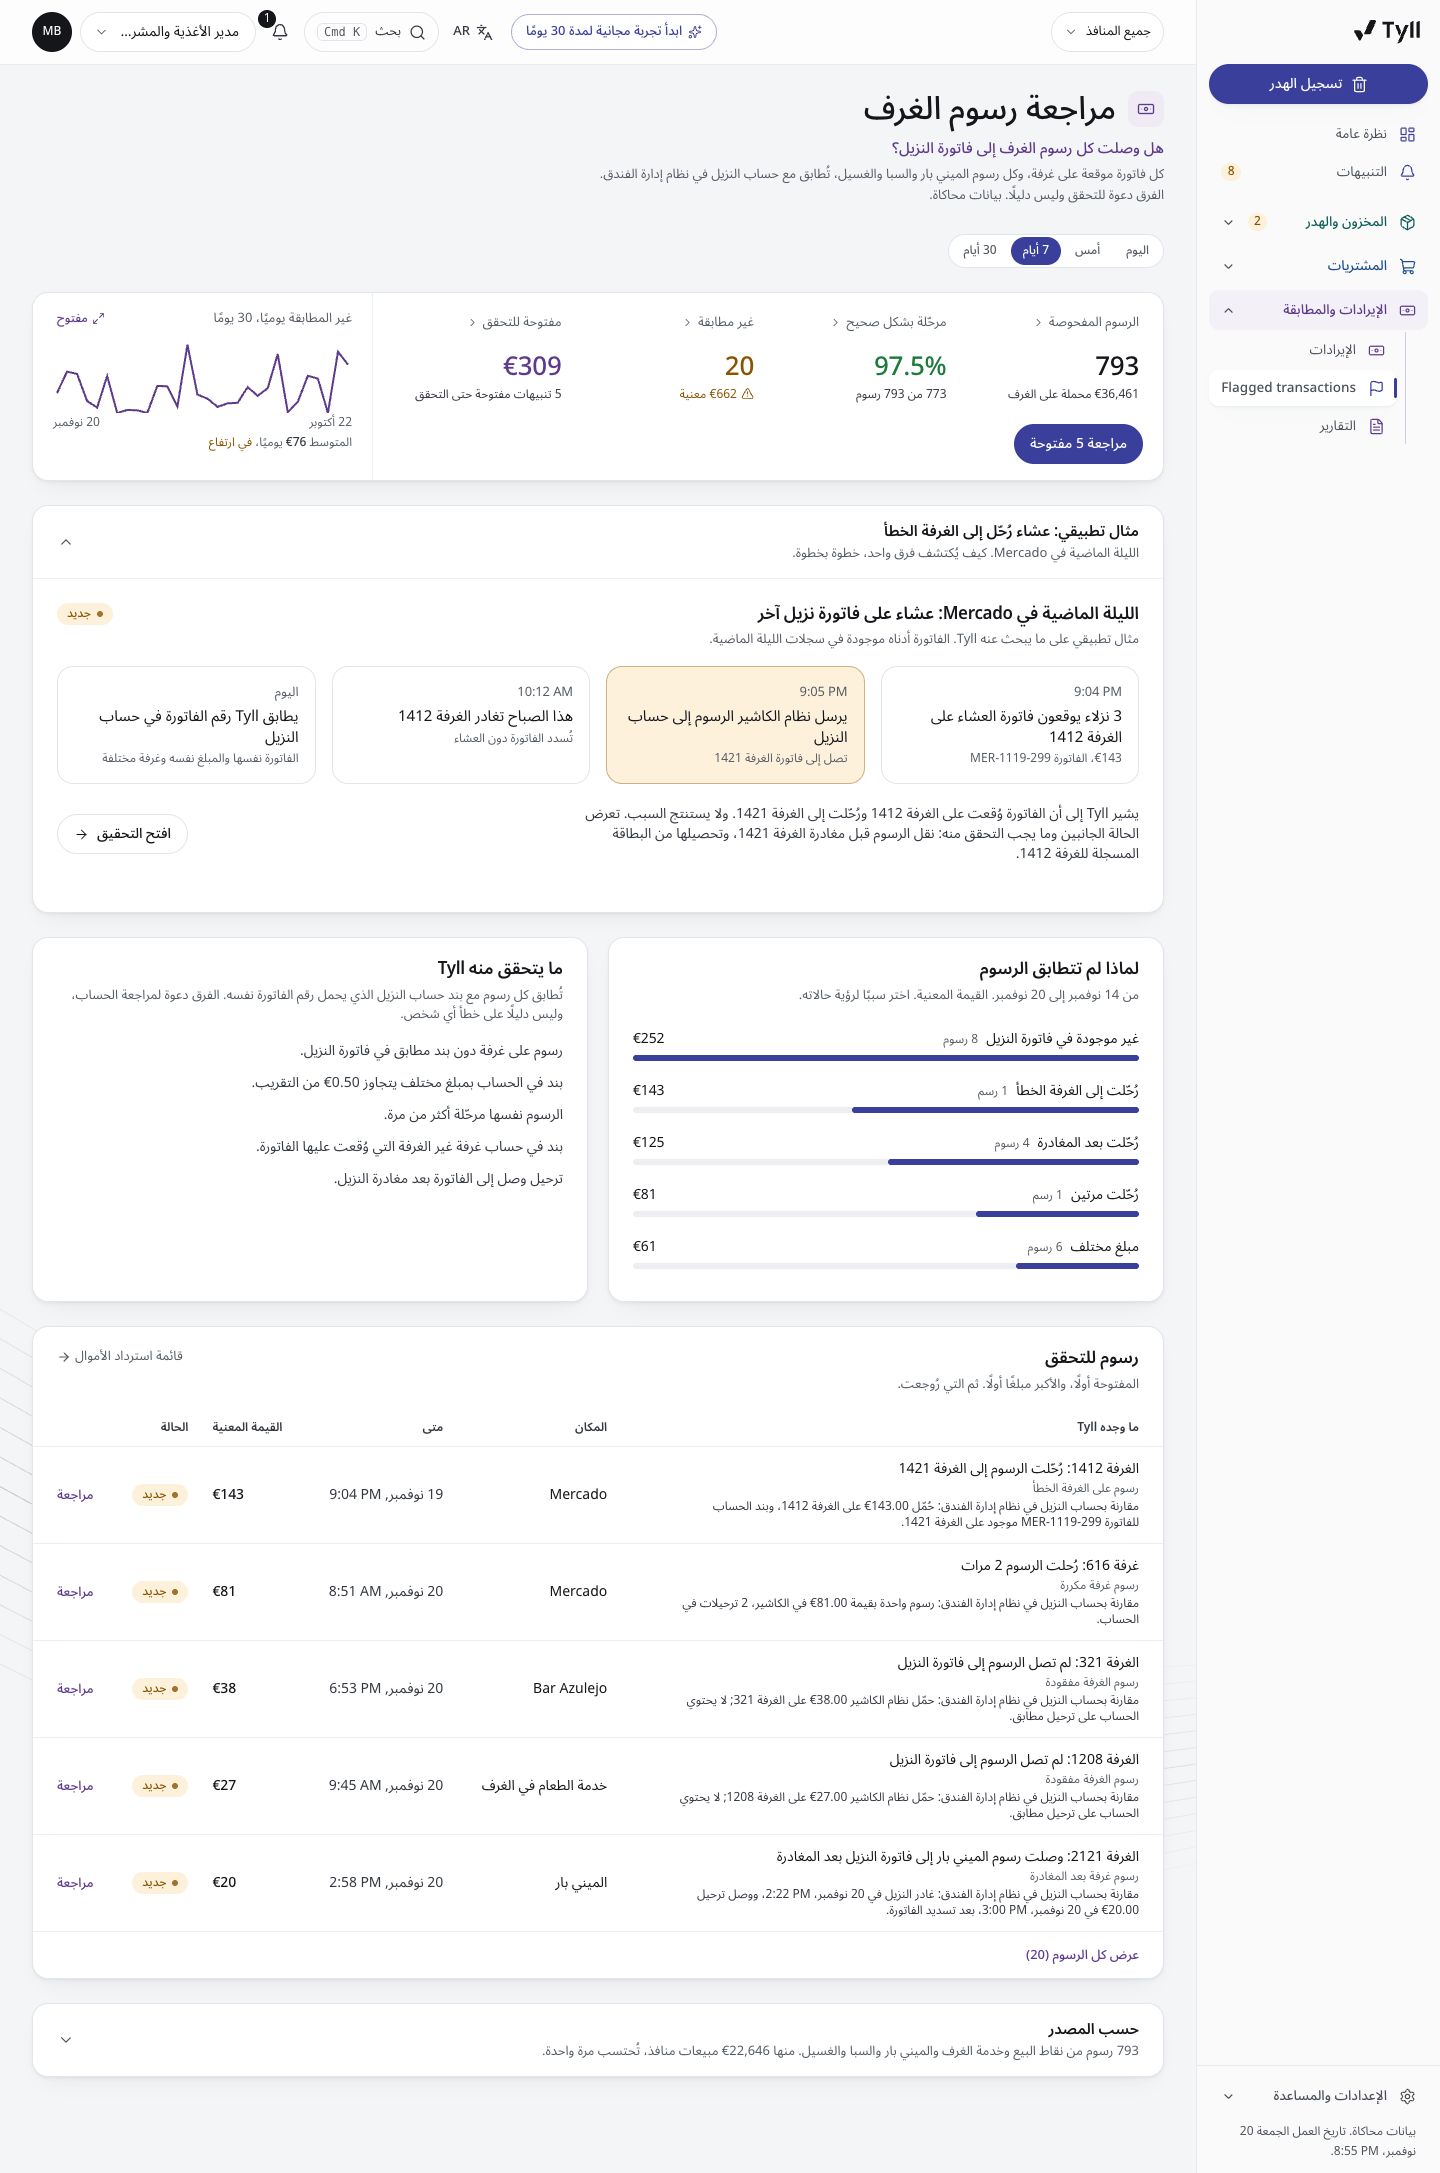 Tyll
تسجيل الهدر
نظرة عامة
التنبيهات 8
المخزون والهدر 2
المشتريات
الإيرادات والمطابقة
الإيرادات
Flagged transactions
التقارير
الإعدادات والمساعدة
بيانات محاكاة. تاريخ العمل الجمعة 20
نوفمبر، 8:55 PM.
جميع المنافذ
ابدأ تجربة مجانية لمدة 30 يومًا
AR
بحث Cmd K
1
مدير الأغذية والمشر...
MB
مراجعة رسوم الغرف
هل وصلت كل رسوم الغرف إلى فاتورة النزيل؟
كل فاتورة موقعة على غرفة، وكل رسوم الميني بار والسبا والغسيل، تُطابق مع حساب النزيل في نظام إدارة الفندق.
الفرق دعوة للتحقق وليس دليلًا. بيانات محاكاة.
اليوم
أمس
7 أيام
30 أيام
الرسوم المفحوصة
793
€36,461 محملة على الغرف
مرحّلة بشكل صحيح
97.5%
773 من 793 رسوم
غير مطابقة
20
€662 معنية
مفتوحة للتحقق
€309
5 تنبيهات مفتوحة حتى التحقق
مراجعة 5 مفتوحة
غير المطابقة يوميًا، 30 يومًا
مفتوح
22 أكتوبر
20 نوفمبر
المتوسط €76 يوميًا، في ارتفاع
مثال تطبيقي: عشاء رُحّل إلى الغرفة الخطأ
الليلة الماضية في Mercado. كيف يُكتشف فرق واحد، خطوة بخطوة.
الليلة الماضية في Mercado: عشاء على فاتورة نزيل آخر
جديد
مثال تطبيقي على ما يبحث عنه Tyll. الفاتورة أدناه موجودة في سجلات الليلة الماضية.
9:04 PM
3 نزلاء يوقعون فاتورة العشاء على
الغرفة 1412
€143، الفاتورة MER-1119-299
9:05 PM
يرسل نظام الكاشير الرسوم إلى حساب
النزيل
تصل إلى فاتورة الغرفة 1421
10:12 AM
هذا الصباح تغادر الغرفة 1412
تُسدد الفاتورة دون العشاء
اليوم
يطابق Tyll رقم الفاتورة في حساب
النزيل
الفاتورة نفسها والمبلغ نفسه وغرفة مختلفة
يشير Tyll إلى أن الفاتورة وُقعت على الغرفة 1412 ورُحّلت إلى الغرفة 1421. ولا يستنتج السبب. تعرض
الحالة الجانبين وما يجب التحقق منه: نقل الرسوم قبل مغادرة الغرفة 1421، وتحصيلها من البطاقة
المسجلة للغرفة 1412.
افتح التحقيق
لماذا لم تتطابق الرسوم
من 14 نوفمبر إلى 20 نوفمبر. القيمة المعنية. اختر سببًا لرؤية حالاته.
غير موجودة في فاتورة النزيل 8 رسوم €252
رُحّلت إلى الغرفة الخطأ 1 رسم €143
رُحّلت بعد المغادرة 4 رسوم €125
رُحّلت مرتين 1 رسم €81
مبلغ مختلف 6 رسوم €61
ما يتحقق منه Tyll
تُطابق كل رسوم مع بند حساب النزيل الذي يحمل رقم الفاتورة نفسه. الفرق دعوة لمراجعة الحساب،
وليس دليلًا على خطأ أي شخص.
رسوم على غرفة دون بند مطابق في فاتورة النزيل.
بند في الحساب بمبلغ مختلف يتجاوز €0.50 من التقريب.
الرسوم نفسها مرحّلة أكثر من مرة.
بند في حساب غرفة غير الغرفة التي وُقعت عليها الفاتورة.
ترحيل وصل إلى الفاتورة بعد مغادرة النزيل.
رسوم للتحقق
قائمة استرداد الأموال
المفتوحة أولًا، والأكبر مبلغًا أولًا. ثم التي رُوجعت.
ما وجده Tyll
المكان
متى
القيمة المعنية
الحالة
الغرفة 1412: رُحّلت الرسوم إلى الغرفة 1421
رسوم على الغرفة الخطأ
مقارنة بحساب النزيل في نظام إدارة الفندق: حُمّل €143.00 على الغرفة 1412، وبند الحساب
للفاتورة MER-1119-299 موجود على الغرفة 1421.
Mercado
19 نوفمبر, 9:04 PM
€143
جديد
مراجعة
غرفة 616: رُحلت الرسوم 2 مرات
رسوم غرفة مكررة
مقارنة بحساب النزيل في نظام إدارة الفندق: رسوم واحدة بقيمة €81.00 في الكاشير، 2 ترحيلات في
الحساب.
Mercado
20 نوفمبر, 8:51 AM
€81
جديد
مراجعة
الغرفة 321: لم تصل الرسوم إلى فاتورة النزيل
رسوم الغرفة مفقودة
مقارنة بحساب النزيل في نظام إدارة الفندق: حمّل نظام الكاشير €38.00 على الغرفة 321; لا يحتوي
الحساب على ترحيل مطابق.
Bar Azulejo
20 نوفمبر, 6:53 PM
€38
جديد
مراجعة
الغرفة 1208: لم تصل الرسوم إلى فاتورة النزيل
رسوم الغرفة مفقودة
مقارنة بحساب النزيل في نظام إدارة الفندق: حمّل نظام الكاشير €27.00 على الغرفة 1208; لا يحتوي
الحساب على ترحيل مطابق.
خدمة الطعام في الغرف
20 نوفمبر, 9:45 AM
€27
جديد
مراجعة
الغرفة 2121: وصلت رسوم الميني بار إلى فاتورة النزيل بعد المغادرة
رسوم غرفة بعد المغادرة
مقارنة بحساب النزيل في نظام إدارة الفندق: غادر النزيل في 20 نوفمبر، 2:22 PM، ووصل ترحيل
€20.00 في 20 نوفمبر، 3:00 PM، بعد تسديد الفاتورة.
الميني بار
20 نوفمبر, 2:58 PM
€20
جديد
مراجعة
عرض كل الرسوم (20)
حسب المصدر
793 رسوم من نقاط البيع وخدمة الغرف والميني بار والسبا والغسيل. منها €22,646 مبيعات منافذ، تُحتسب مرة واحدة.